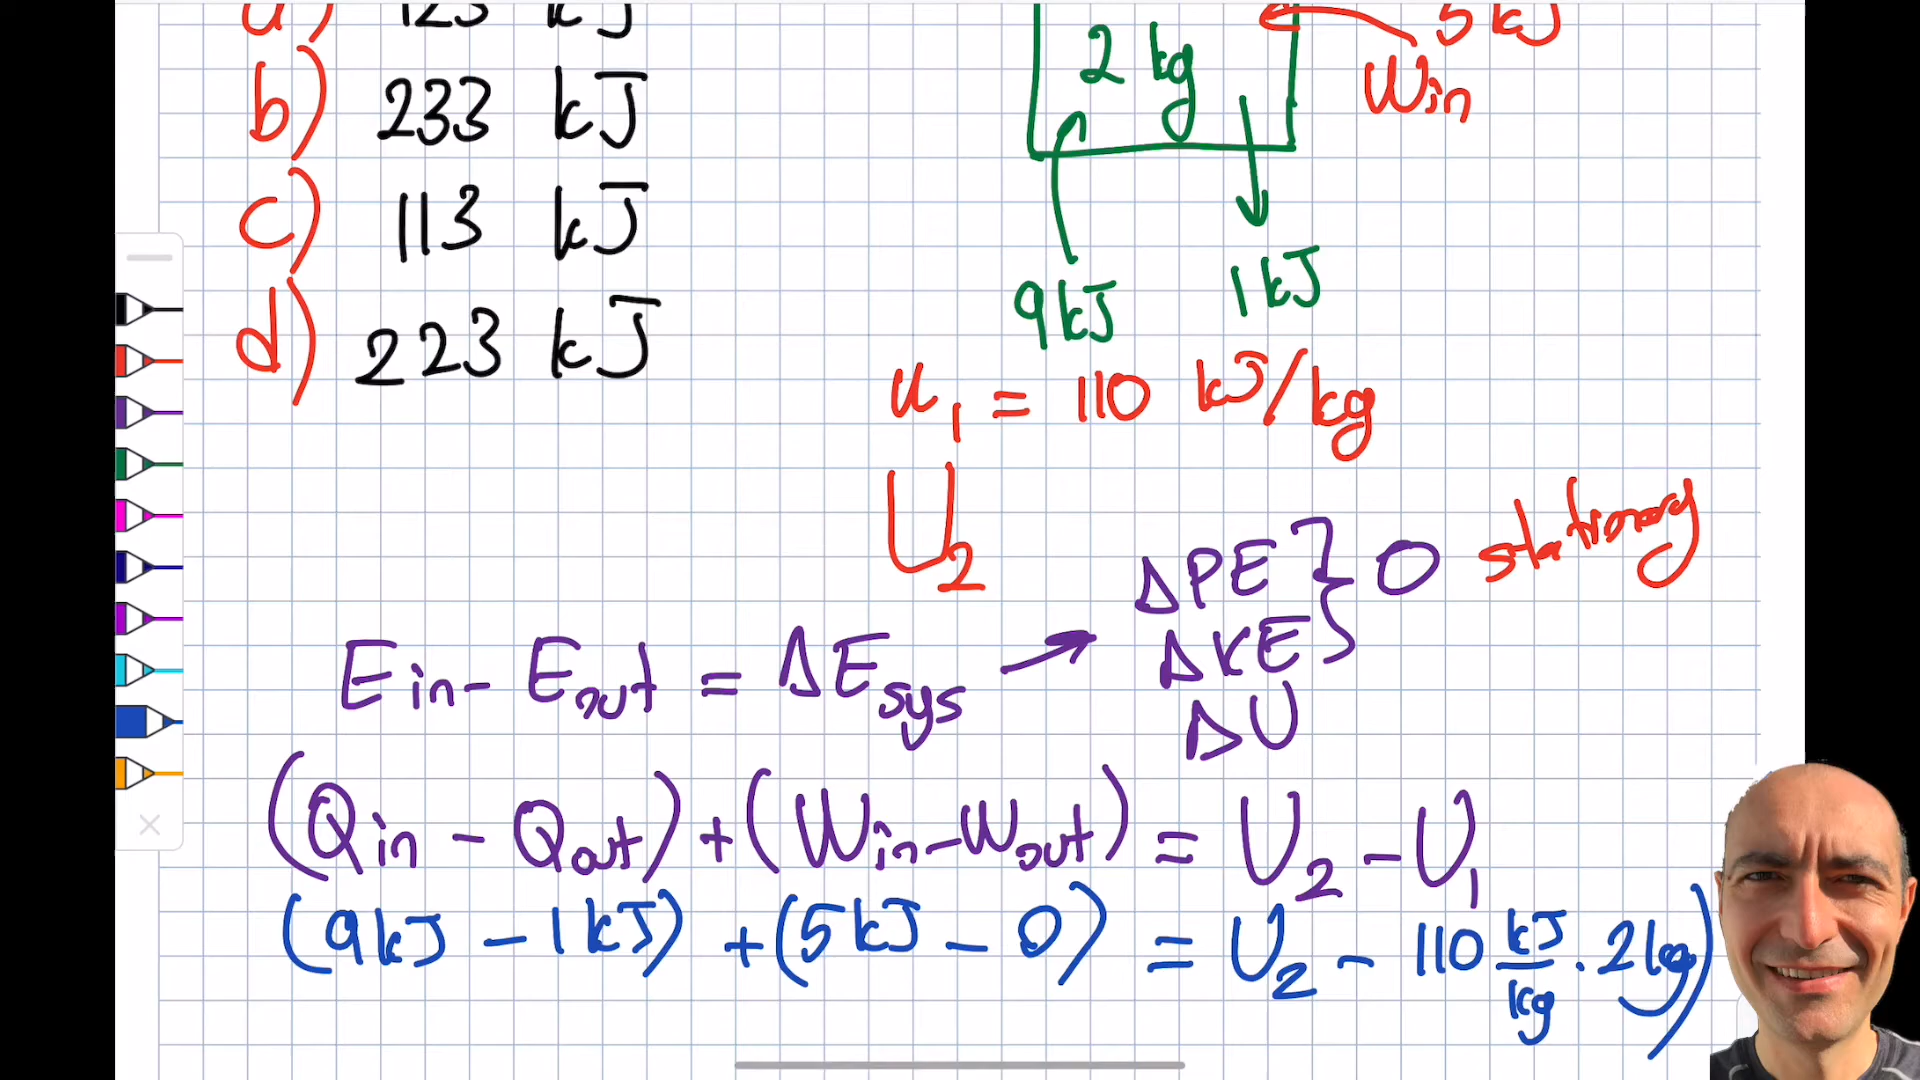 a) 123 kJ
b) 233 kJ
c) 113 kJ
d) 223 kJ
2 kg
5 kJ
Win
9 kJ
1 kJ
u1 = 110 kJ/kg
U2
Ein - Eout = ΔEsys → ΔPE } 0 stationary
ΔKE
ΔU
(Qin - Qout) + (Win - Wout) = U2 - U1
(9 kJ - 1 kJ) + (5 kJ - 0) = U2 - 110 kJ/kg . 2 kg)